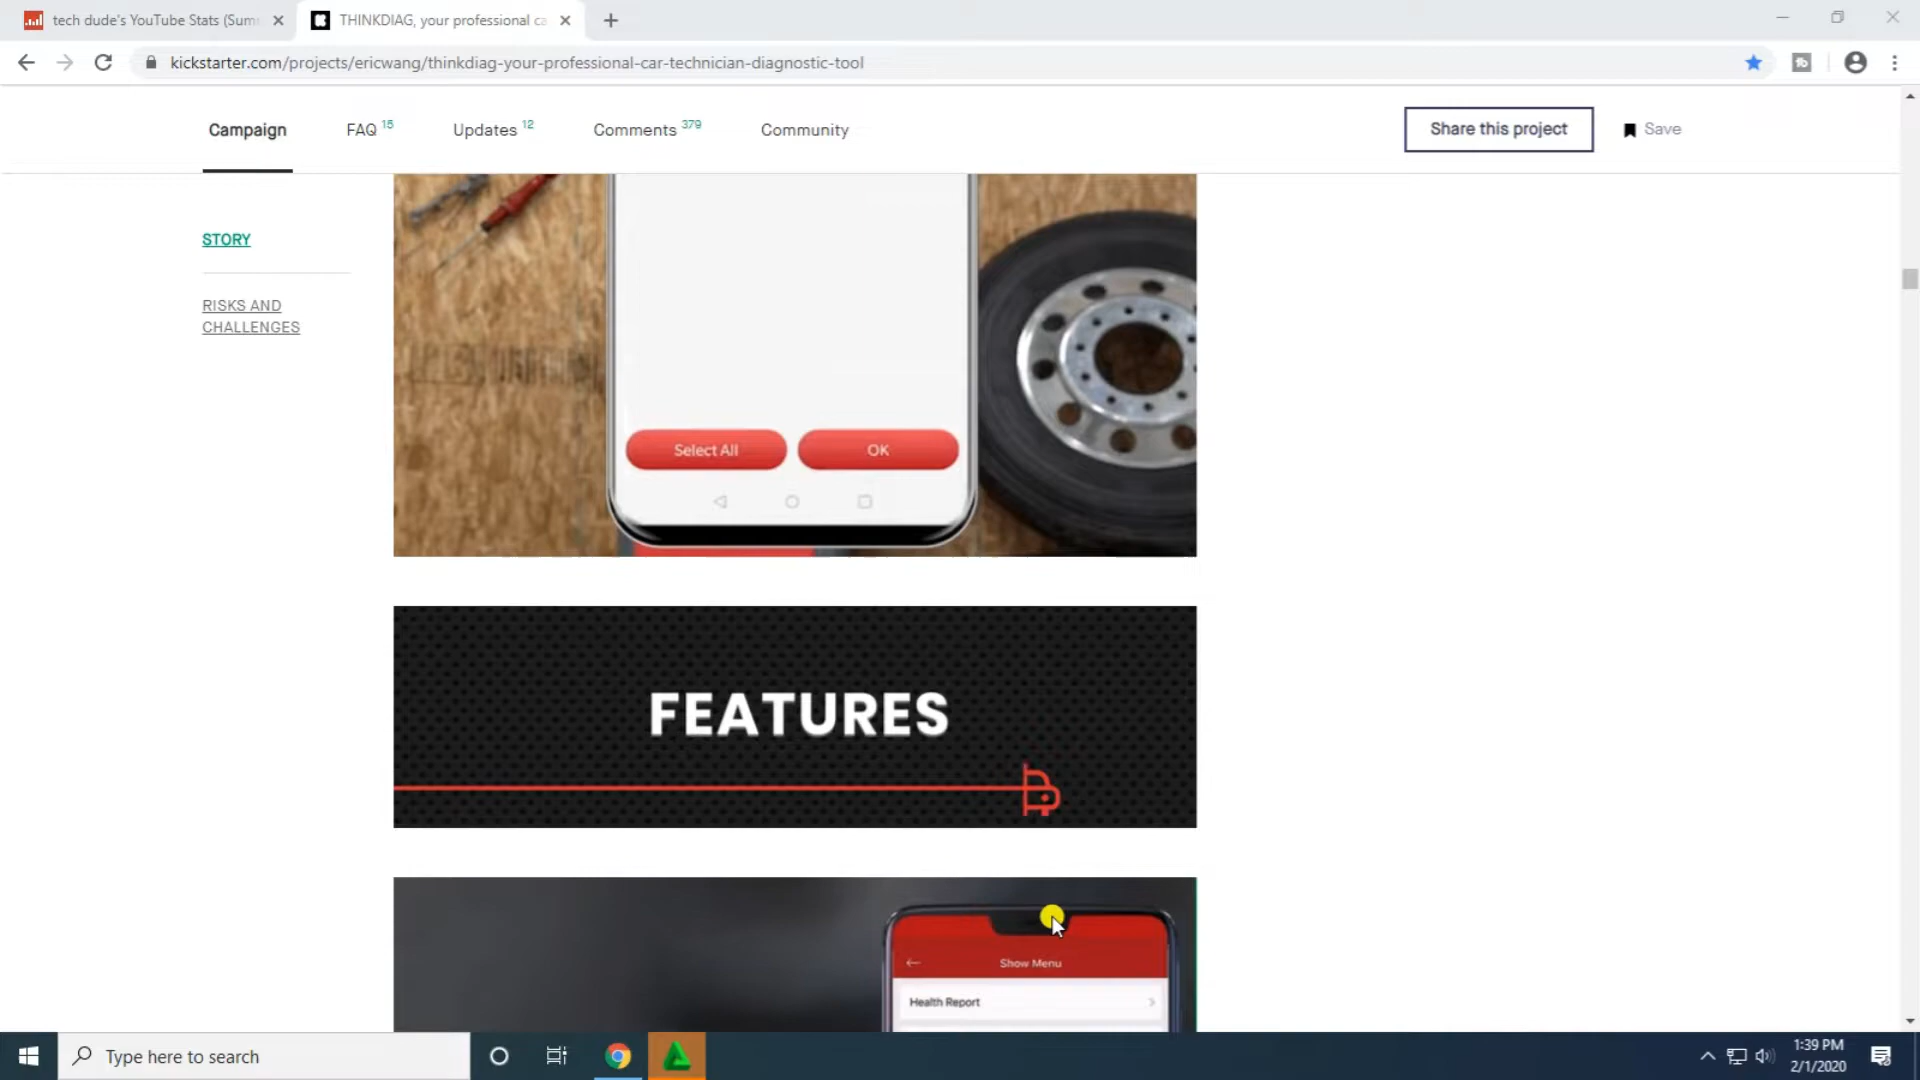 tech dude's YouTube Stats (Sum
THINKDIAG, your professional ca
kickstarter.com/projects/ericwang/thinkdiag-your-professional-car-technician-diagnostic-tool
Campaign
FAQ 15
Updates 12
Comments 379
Community
Share this project
Save
STORY
RISKS AND
CHALLENGES
Select All
OK
FEATURES
Show Menu
Health Report
Type here to search
1:39 PM
2/1/2020